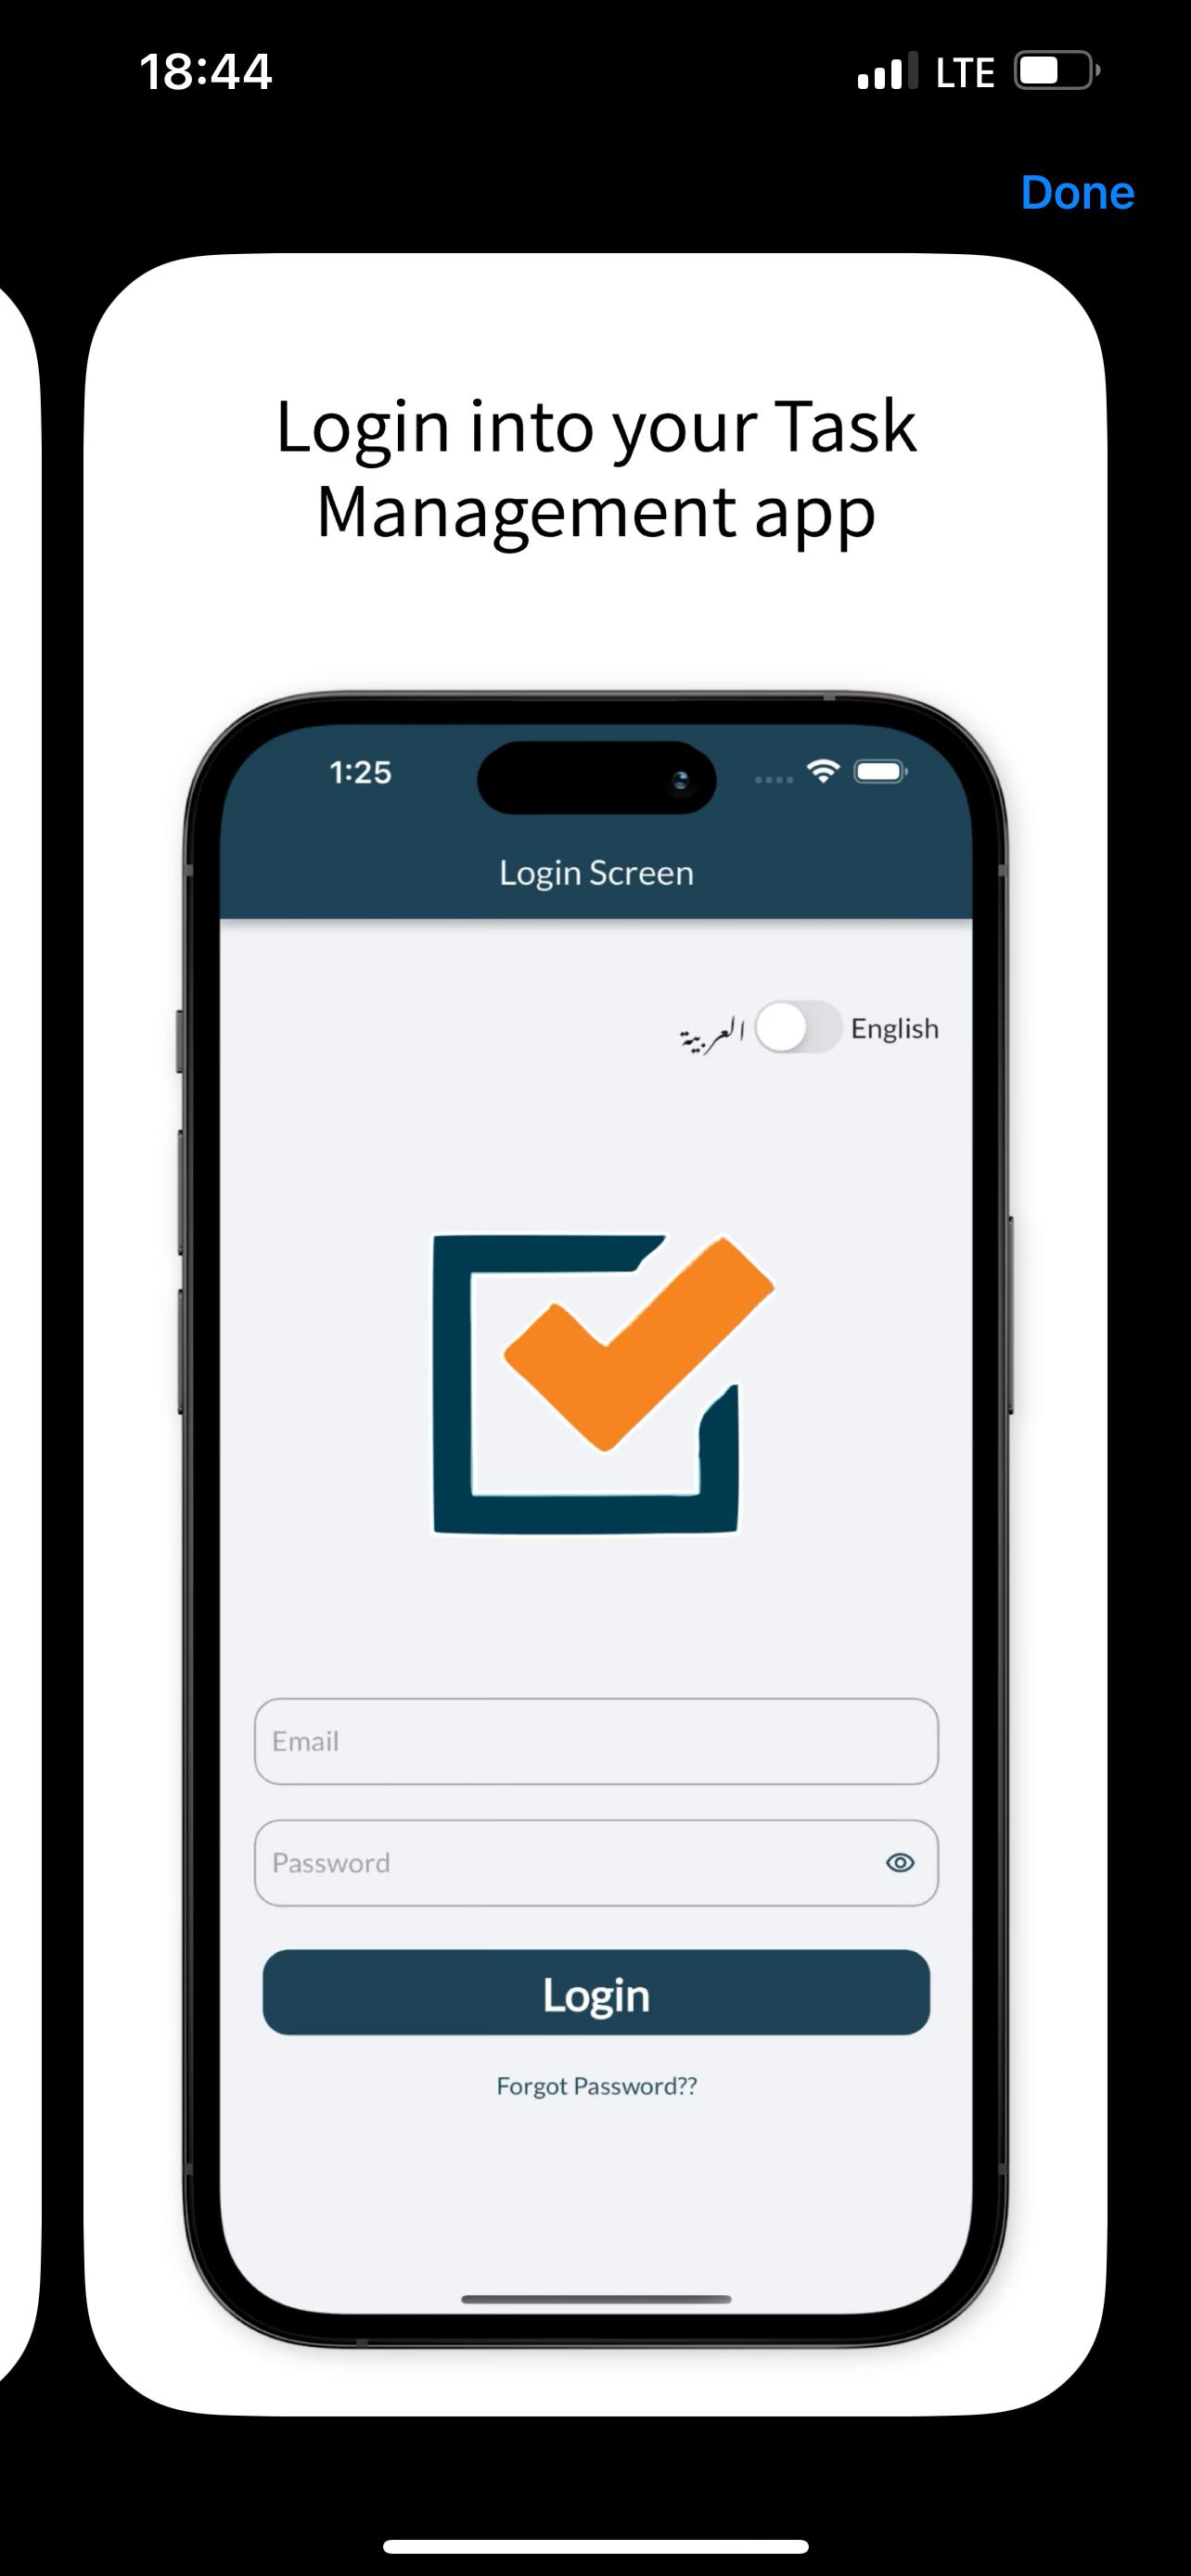 18:44
LTE
Done
Login into your Task
Management app
1:25
Login Screen
العربية English
Email
Password
Login
Forgot Password??